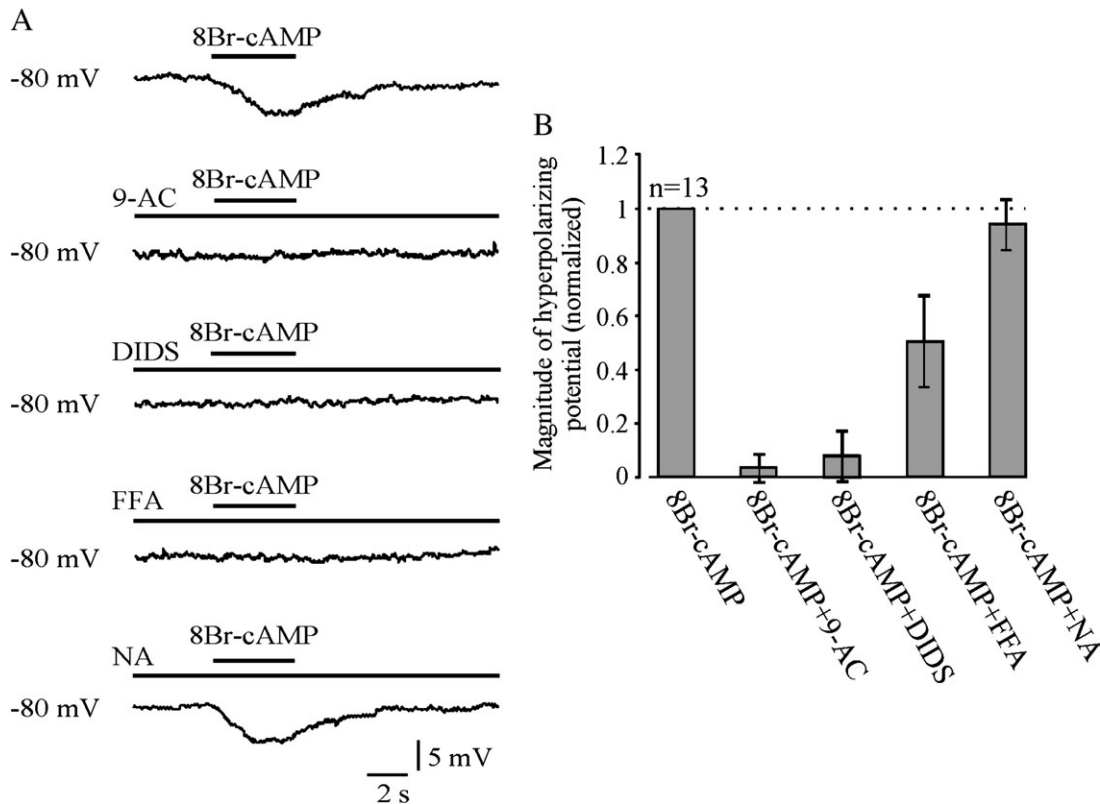 A
8Br-cAMP
-80 mV
8Br-cAMP
9-AC
-80 mV
8Br-cAMP
DIDS
-80 mV
8Br-cAMP
FFA
-80 mV
8Br-cAMP
NA
-80 mV
5 mV
2 s
B
Magnitude of hyperpolarizing
potential (normalized)
1.2
1
0.8
0.6
0.4
0.2
0
n=13
8Br-cAMP
8Br-cAMP+9-AC
8Br-cAMP+DIDS
8Br-cAMP+FFA
8Br-cAMP+NA